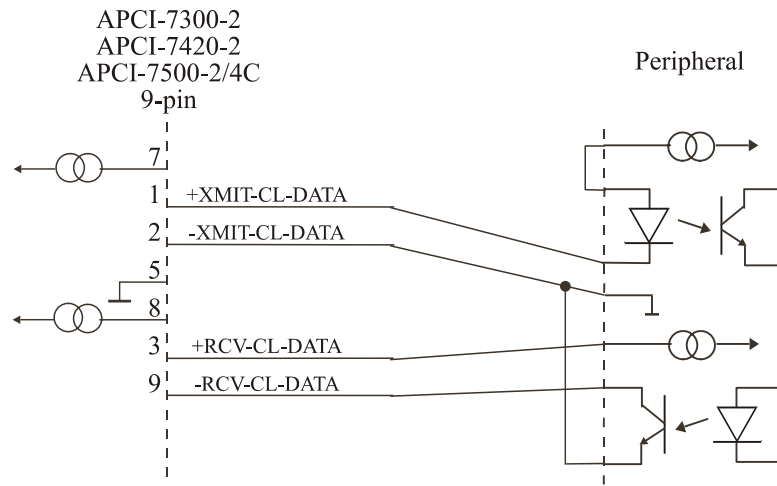 APCI-7300-2
APCI-7420-2
APCI-7500-2/4C
9-pin
Peripheral
7
1 +XMIT-CL-DATA
2 -XMIT-CL-DATA
5
8
3 +RCV-CL-DATA
9 -RCV-CL-DATA